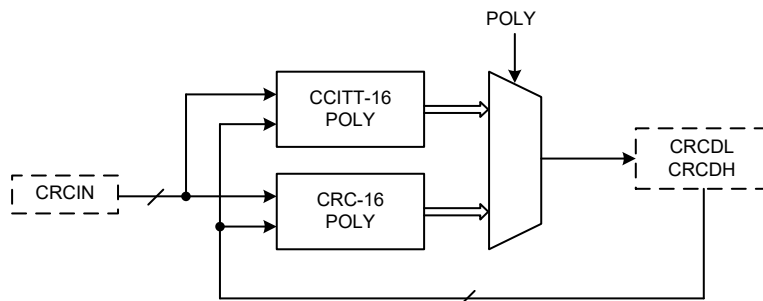 POLY
CCITT-16
POLY
CRCDL
CRCDH
CRCIN
CRC-16
POLY